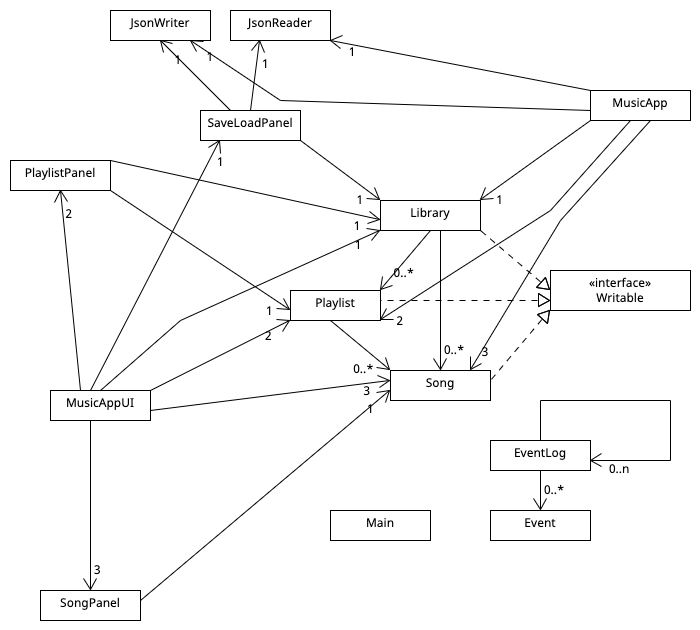 JsonWriter
JsonReader
1
1
1
1
MusicApp
SaveLoadPanel
1
PlaylistPanel
2
1
1
Library
1
1
0..*
«interface»
Writable
Playlist
1
2
2
0..*
3
0..*
3
Song
1
MusicAppUI
EventLog
0..n
0..*
Main
Event
3
SongPanel